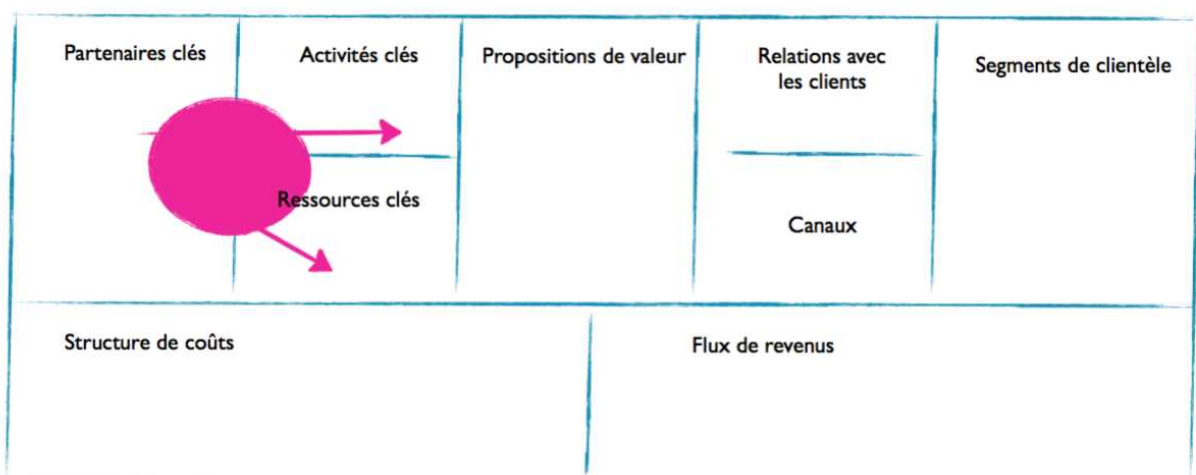 Partenaires clés
Activités clés
Propositions de valeur
Relations avec
les clients
Segments de clientèle
Ressources clés
Canaux
Structure de coûts
Flux de revenus